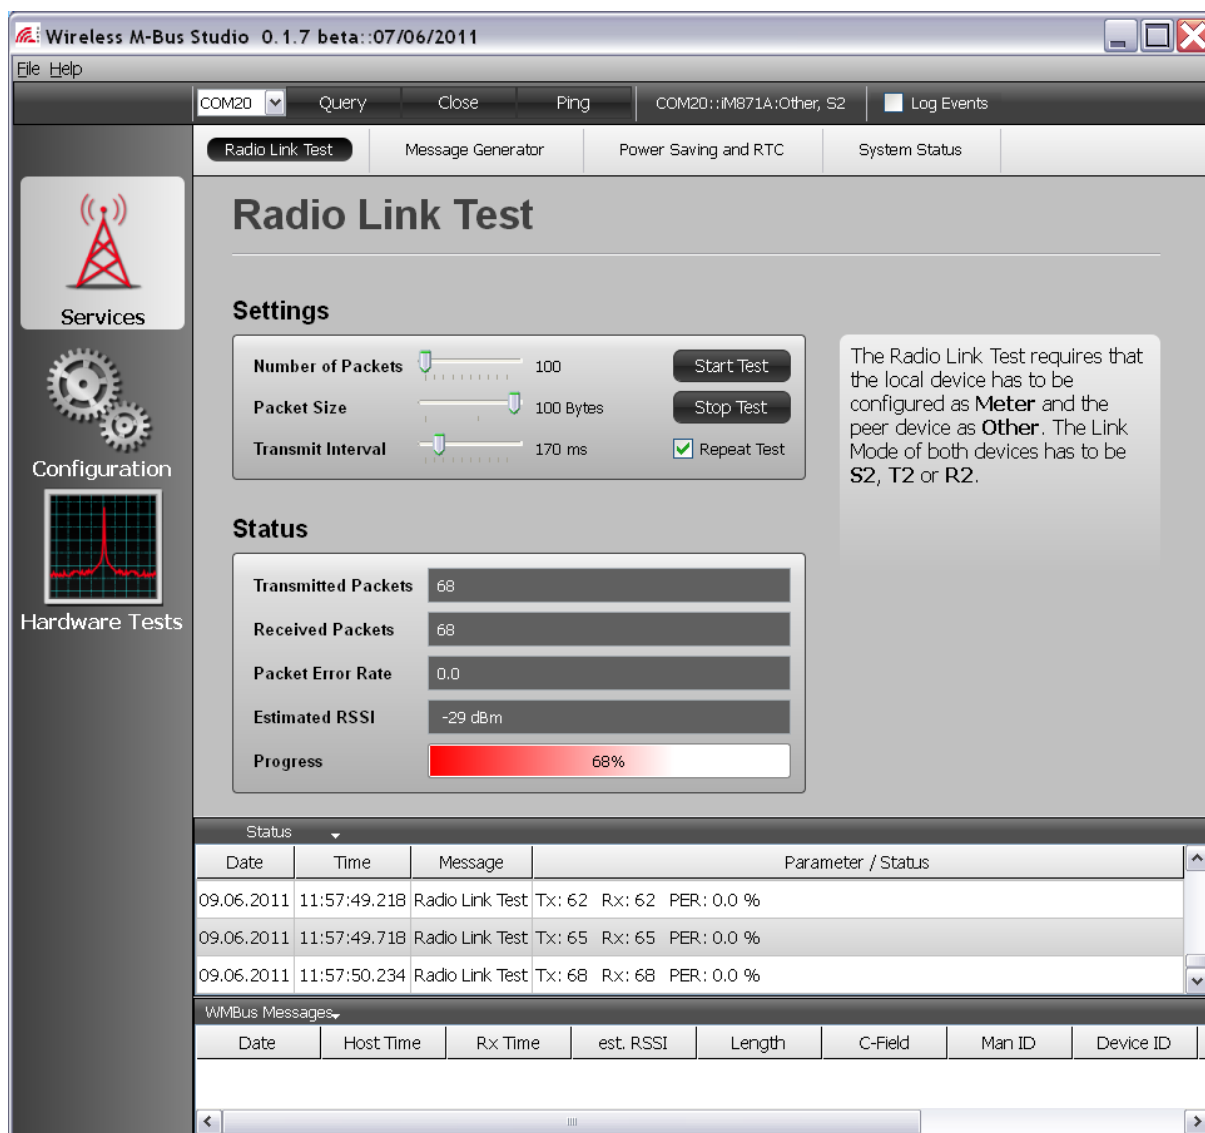 Wireless M-Bus Studio 0.1.7 beta::07/06/2011
File Help
COM20 Query Close Ping COM20::iM871A:Other, S2 Log Events
Radio Link Test Message Generator Power Saving and RTC System Status
Services
Configuration
Hardware Tests
Radio Link Test
Settings
Number of Packets 100 Start Test
Packet Size 100 Bytes Stop Test
Transmit Interval 170 ms Repeat Test
The Radio Link Test requires that
the local device has to be
configured as Meter and the
peer device as Other. The Link
Mode of both devices has to be
S2, T2 or R2.
Status
Transmitted Packets 68
Received Packets 68
Packet Error Rate 0.0
Estimated RSSI -29 dBm
Progress 68%
Status
Date Time Message Parameter / Status
09.06.2011 11:57:49.218 Radio Link Test Tx: 62 Rx: 62 PER: 0.0 %
09.06.2011 11:57:49.718 Radio Link Test Tx: 65 Rx: 65 PER: 0.0 %
09.06.2011 11:57:50.234 Radio Link Test Tx: 68 Rx: 68 PER: 0.0 %
WMBus Messages
Date Host Time Rx Time est. RSSI Length C-Field Man ID Device ID